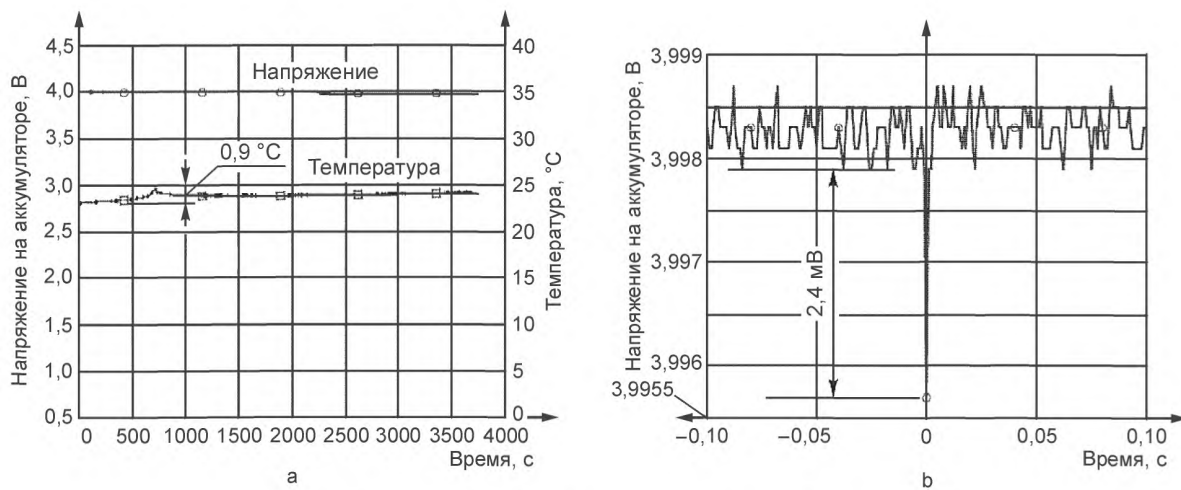 4,5
4,0
3,5
3,0
2,5
2,0
1,5
1,0
0,5
Напряжение на аккумуляторе, В
Напряжение
0,9 °C
Температура
40
35
30
25
20
15
10
5
0
Температура, °C
0 500 1000 1500 2000 2500 3000 3500 4000
Время, с
a
3,999
3,998
3,997
3,996
3,9955
Напряжение на аккумуляторе, В
2,4 мВ
–0,10 –0,05 0 0,05 0,10
Время, с
b